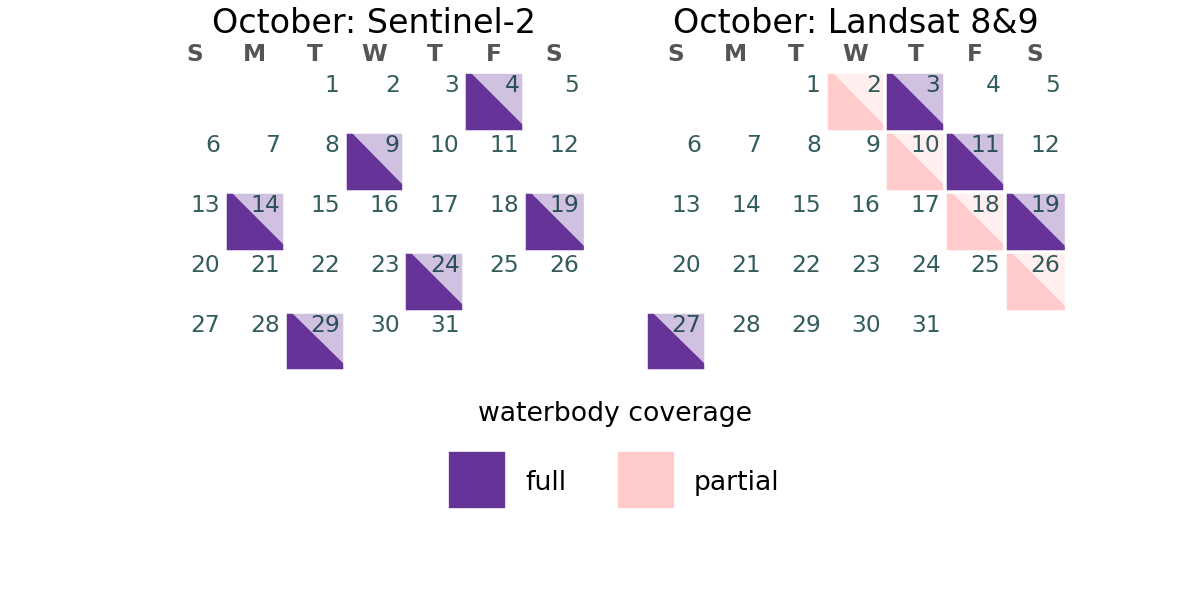 October: Sentinel-2
S M T W T F S
1 2 3 4 5
6 7 8 9 10 11 12
13 14 15 16 17 18 19
20 21 22 23 24 25 26
27 28 29 30 31
October: Landsat 8&9
S M T W T F S
1 2 3 4 5
6 7 8 9 10 11 12
13 14 15 16 17 18 19
20 21 22 23 24 25 26
27 28 29 30 31
waterbody coverage
full
partial